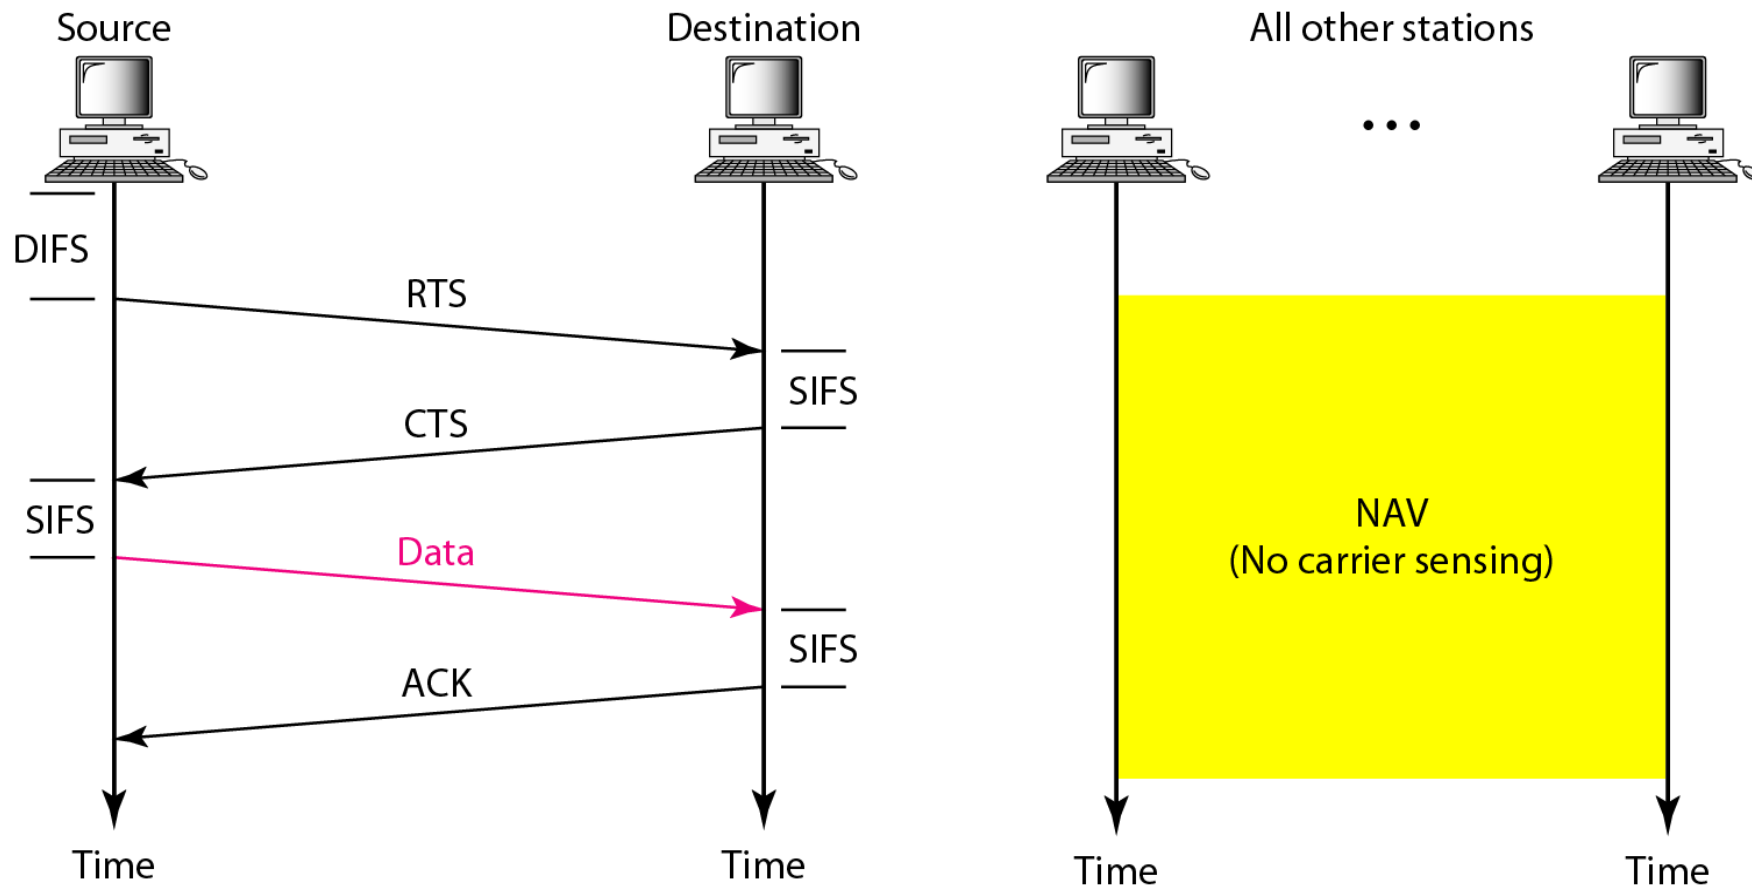 Source
Destination
All other stations
DIFS
RTS
SIFS
CTS
SIFS
Data
NAV
(No carrier sensing)
SIFS
ACK
Time
Time
Time
Time